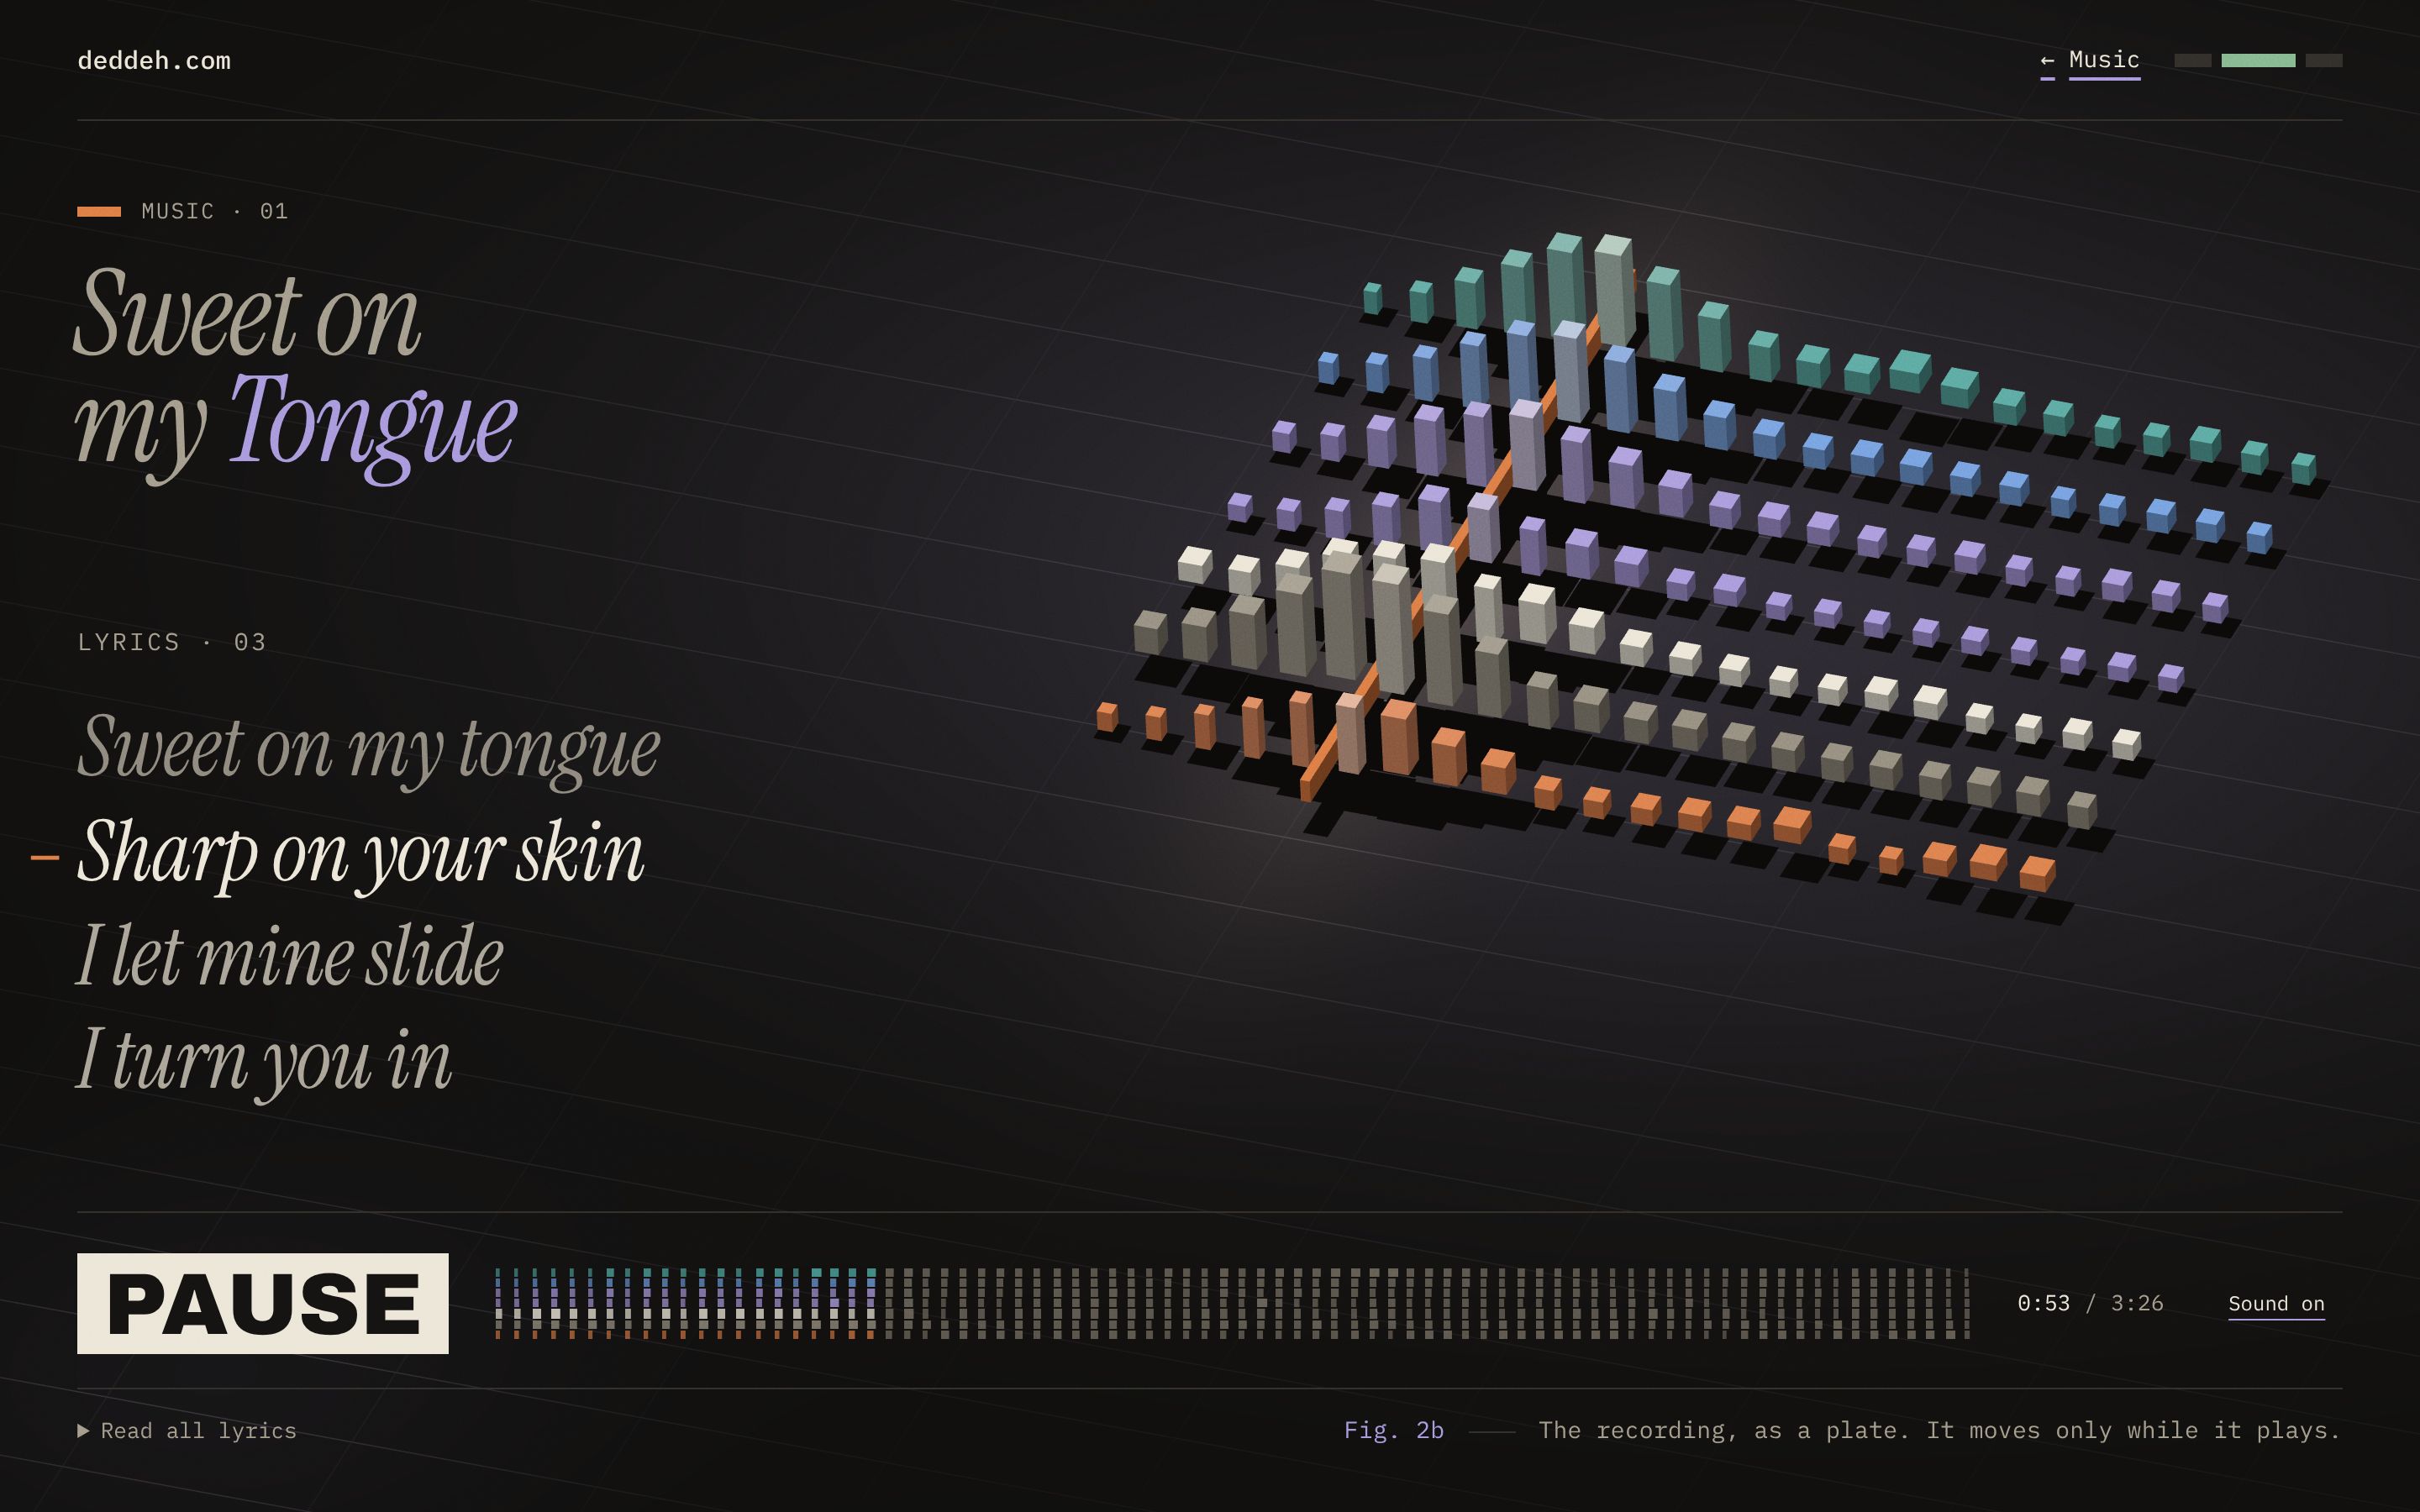 deddeh.com
← Music
MUSIC · 01
Sweet on
my Tongue
LYRICS · 03
Sweet on my tongue
Sharp on your skin
I let mine slide
I turn you in
PAUSE
0:53 / 3:26
Sound on
Read all lyrics
Fig. 2b — The recording, as a plate. It moves only while it plays.